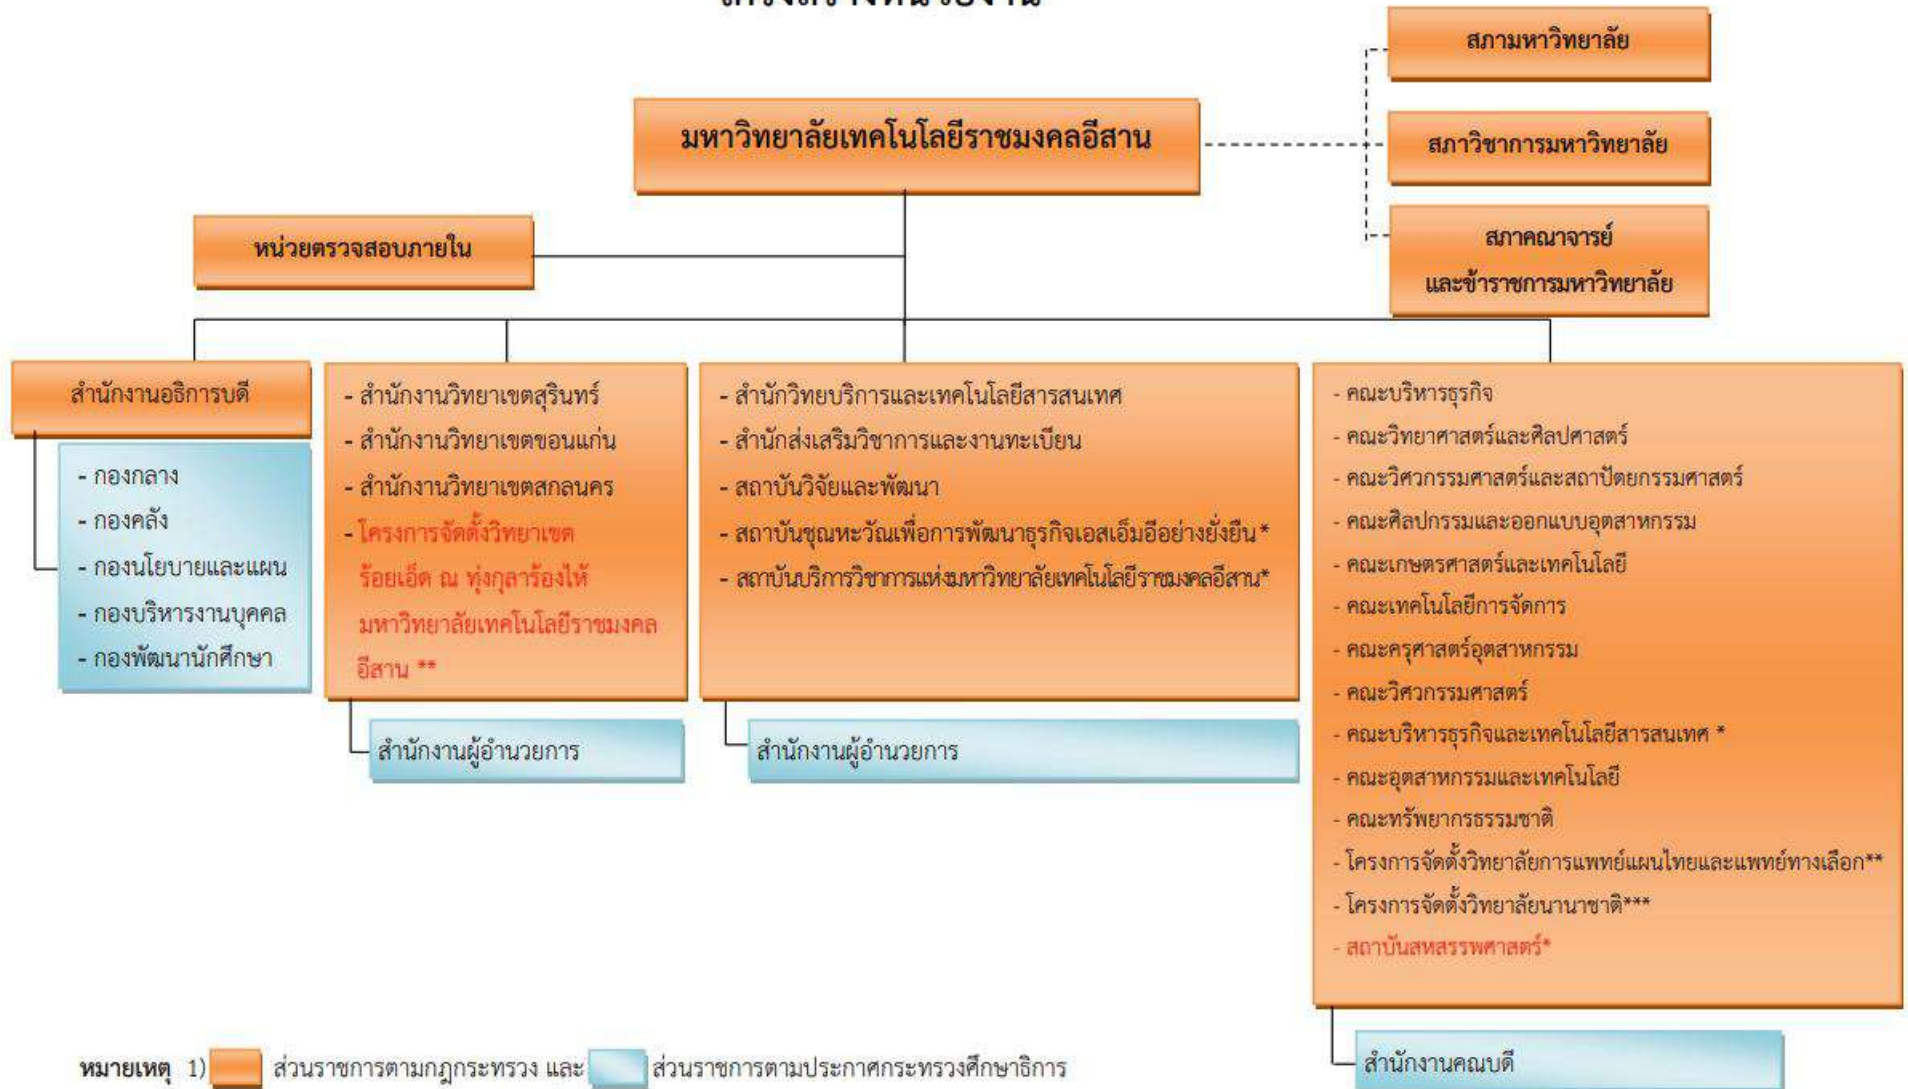 โครงสร้างหน่วยงาน
สภามหาวิทยาลัย
มหาวิทยาลัยเทคโนโลยีราชมงคลอีสาน
สภาวิชาการมหาวิทยาลัย
สภาคณาจารย์
และข้าราชการมหาวิทยาลัย
หน่วยตรวจสอบภายใน
สำนักงานอธิการบดี
- กองกลาง
- กองคลัง
- กองนโยบายและแผน
- กองบริหารงานบุคคล
- กองพัฒนานักศึกษา
- สำนักงานวิทยาเขตสุรินทร์
- สำนักงานวิทยาเขตขอนแก่น
- สำนักงานวิทยาเขตสกลนคร
- โครงการจัดตั้งวิทยาเขต
ร้อยเอ็ด ณ ทุ่งกุลาร้องไห้
มหาวิทยาลัยเทคโนโลยีราชมงคล
อีสาน **
สำนักงานผู้อำนวยการ
- สำนักวิทยบริการและเทคโนโลยีสารสนเทศ
- สำนักส่งเสริมวิชาการและงานทะเบียน
- สถาบันวิจัยและพัฒนา
- สถาบันชุณหะวัณเพื่อการพัฒนาธุรกิจเอสเอ็มอีอย่างยั่งยืน *
- สถาบันบริการวิชาการแห่งมหาวิทยาลัยเทคโนโลยีราชมงคลอีสาน*
สำนักงานผู้อำนวยการ
- คณะบริหารธุรกิจ
- คณะวิทยาศาสตร์และศิลปศาสตร์
- คณะวิศวกรรมศาสตร์และสถาปัตยกรรมศาสตร์
- คณะศิลปกรรมและออกแบบอุตสาหกรรม
- คณะเกษตรศาสตร์และเทคโนโลยี
- คณะเทคโนโลยีการจัดการ
- คณะครุศาสตร์อุตสาหกรรม
- คณะวิศวกรรมศาสตร์
- คณะบริหารธุรกิจและเทคโนโลยีสารสนเทศ *
- คณะอุตสาหกรรมและเทคโนโลยี
- คณะทรัพยากรธรรมชาติ
- โครงการจัดตั้งวิทยาลัยการแพทย์แผนไทยและแพทย์ทางเลือก**
- โครงการจัดตั้งวิทยาลัยนานาชาติ***
- สถาบันสหสรรพศาสตร์*
สำนักงานคณบดี
หมายเหตุ 1) ส่วนราชการตามกฎกระทรวง และ ส่วนราชการตามประกาศกระทรวงศึกษาธิการ